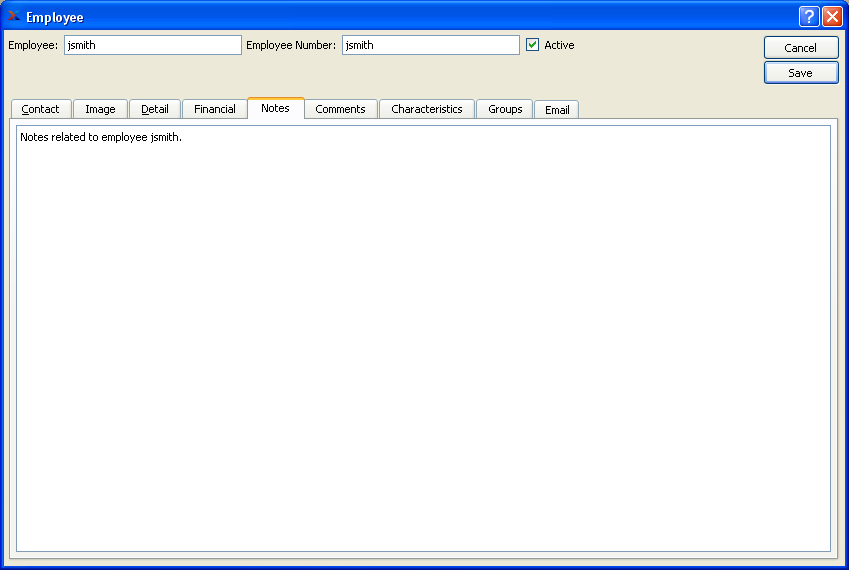 Employee
Employee: jsmith Employee Number: jsmith Active
Cancel
Save
Contact Image Detail Financial Notes Comments Characteristics Groups Email
Notes related to employee jsmith.